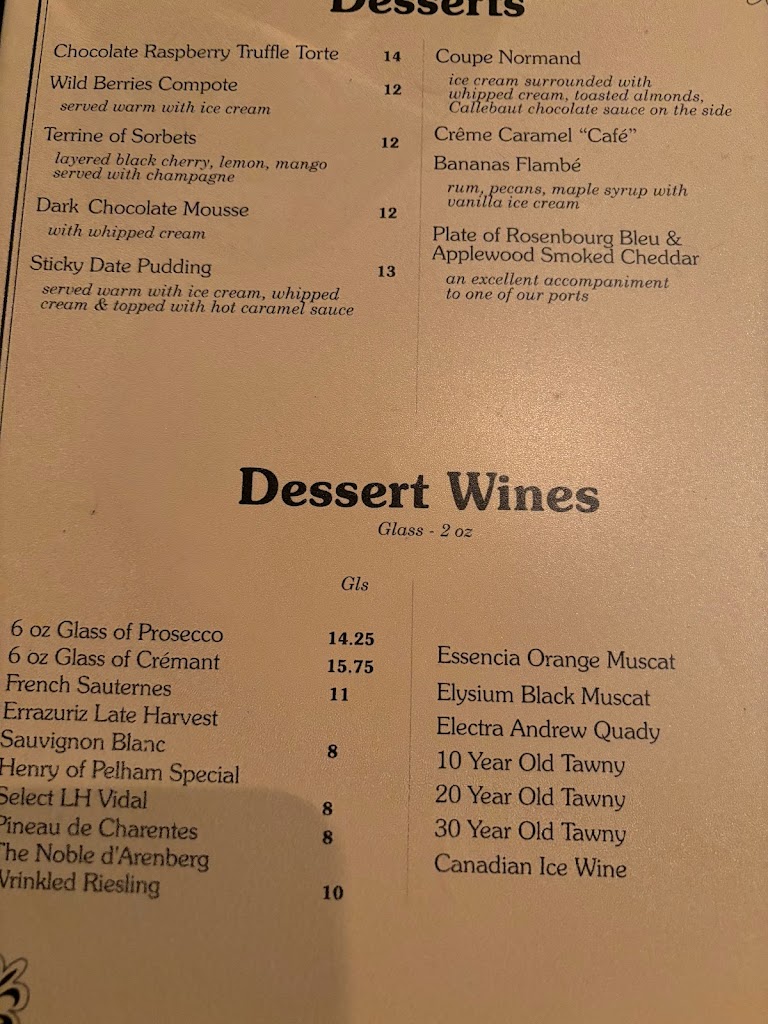 Desserts
Chocolate Raspberry Truffle Torte 14
Wild Berries Compote 12
served warm with ice cream
Terrine of Sorbets 12
layered black cherry, lemon, mango
served with champagne
Dark Chocolate Mousse 12
with whipped cream
Sticky Date Pudding 13
served warm with ice cream, whipped
cream & topped with hot caramel sauce
Coupe Normand
ice cream surrounded with
whipped cream, toasted almonds,
Callebaut chocolate sauce on the side
Crême Caramel "Café"
Bananas Flambé
rum, pecans, maple syrup with
vanilla ice cream
Plate of Rosenbourg Bleu &
Applewood Smoked Cheddar
an excellent accompaniment
to one of our ports
Dessert Wines
Glass - 2 oz
Gls
6 oz Glass of Prosecco 14.25
6 oz Glass of Crémant 15.75
French Sauternes 11
Errazuriz Late Harvest
Sauvignon Blanc 8
Henry of Pelham Special
Select LH Vidal 8
Pineau de Charentes 8
The Noble d'Arenberg
Wrinkled Riesling 10
Essencia Orange Muscat
Elysium Black Muscat
Electra Andrew Quady
10 Year Old Tawny
20 Year Old Tawny
30 Year Old Tawny
Canadian Ice Wine